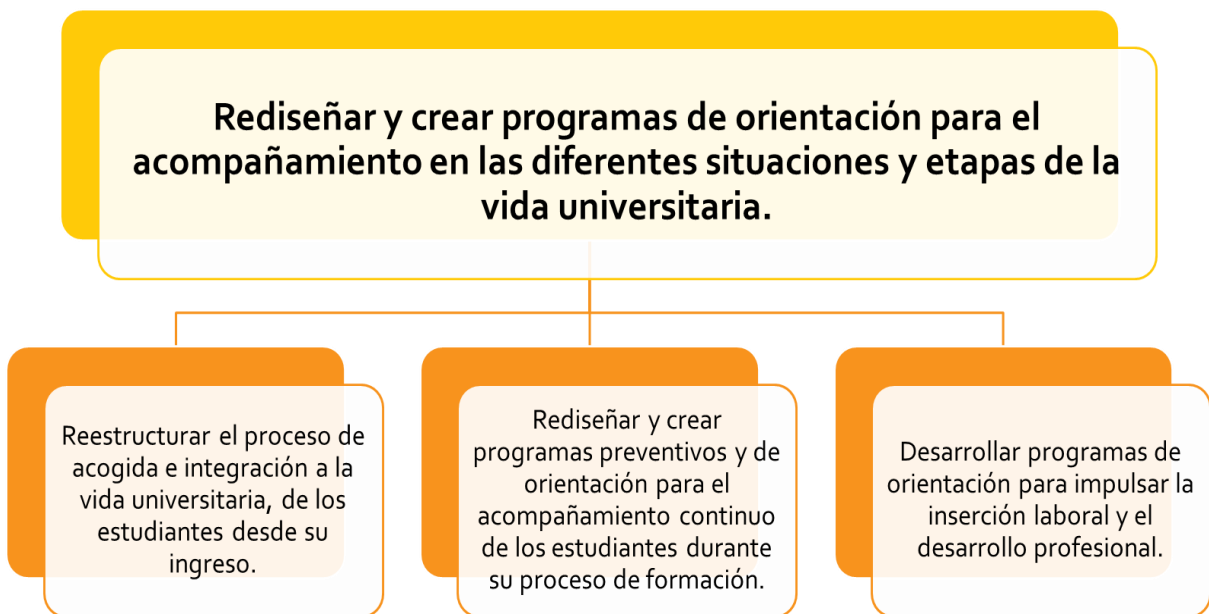 Rediseñar y crear programas de orientación para el
acompañamiento en las diferentes situaciones y etapas de la
vida universitaria.
Reestructurar el proceso de
acogida e integración a la
vida universitaria, de los
estudiantes desde su
ingreso.
Rediseñar y crear
programas preventivos y de
orientación para el
acompañamiento continuo
de los estudiantes durante
su proceso de formación.
Desarrollar programas de
orientación para impulsar la
inserción laboral y el
desarrollo profesional.